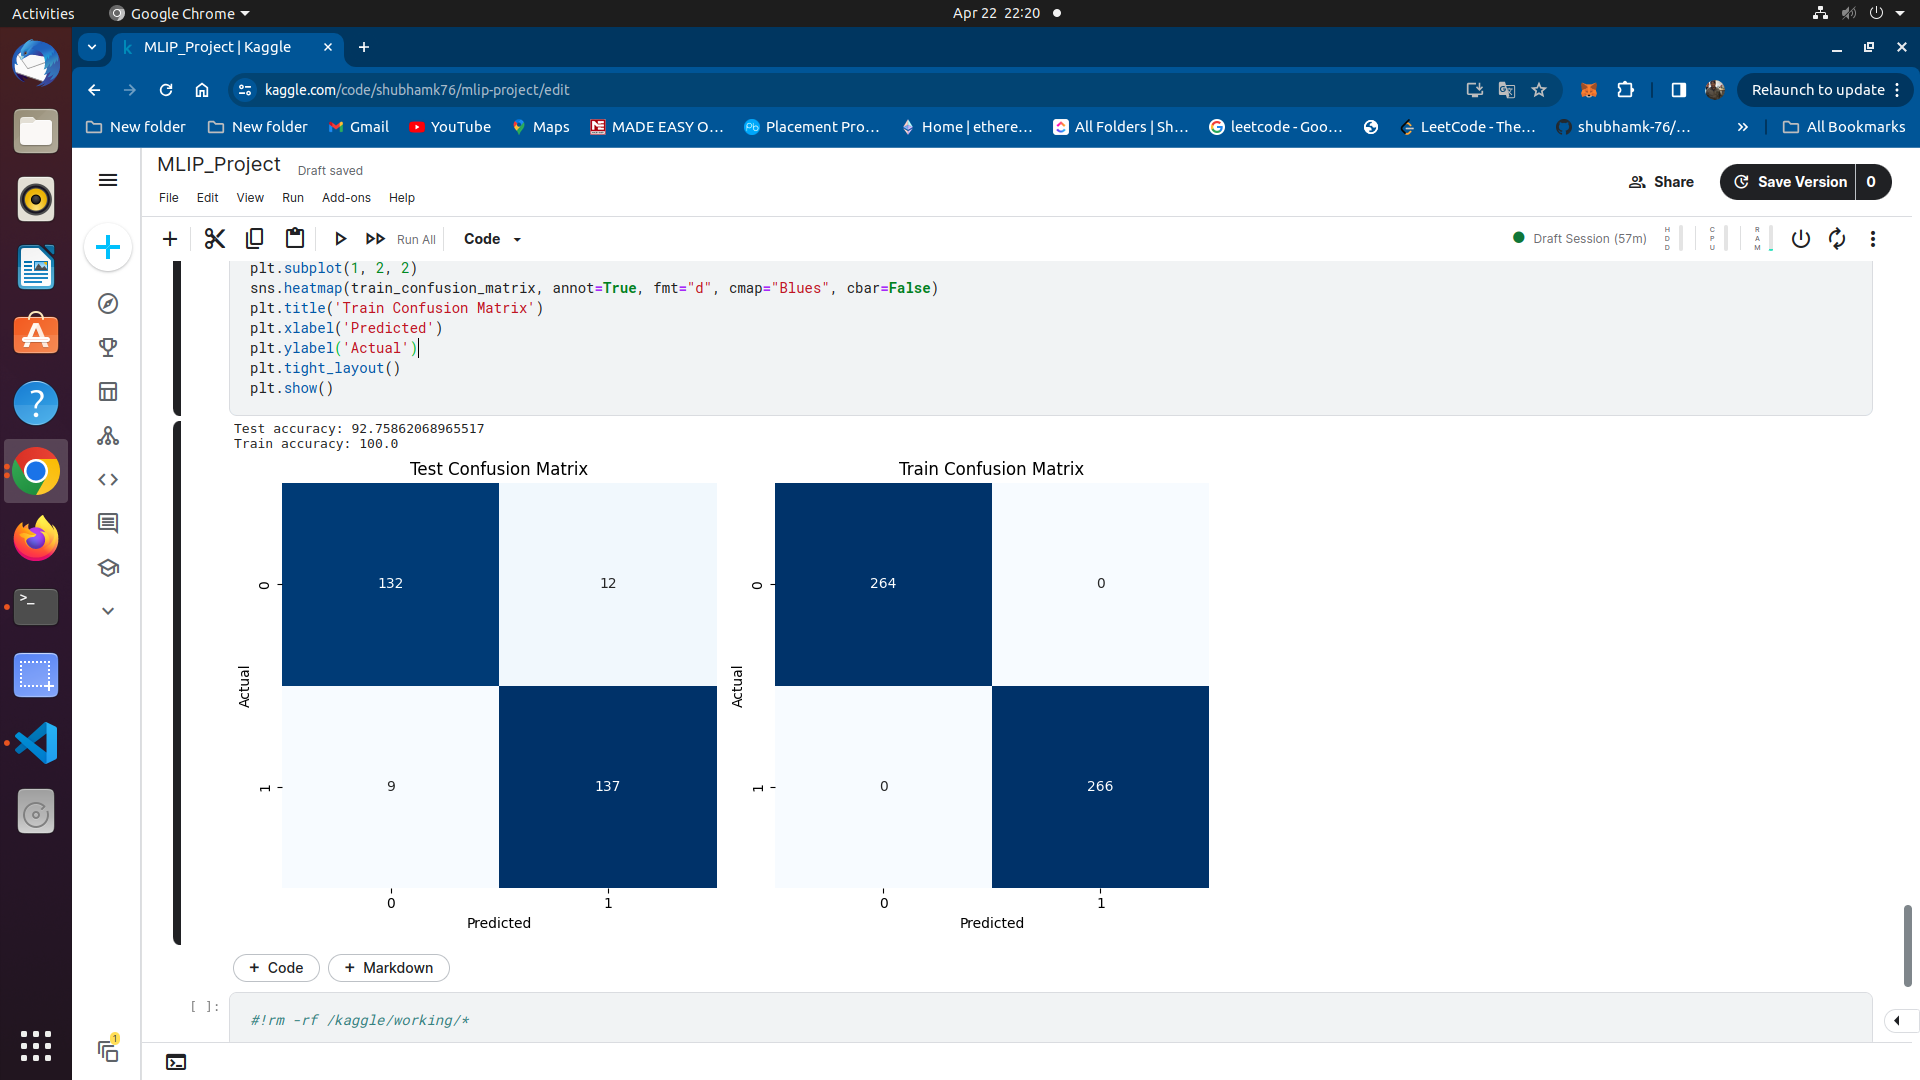 Activities
Google Chrome
Apr 22 22:20
MLIP_Project | Kaggle
kaggle.com/code/shubhamk76/mlip-project/edit
Relaunch to update
New folder
New folder
Gmail
YouTube
Maps
MADE EASY O...
Placement Pro...
Home | ethere...
All Folders | Sh...
leetcode - Goo...
LeetCode - The...
shubhamk-76/...
»
All Bookmarks
MLIP_Project
Draft saved
Share
Save Version
0
File
Edit
View
Run
Add-ons
Help
Run All
Code
Draft Session (57m)
HDD
CPU
RAM
plt.subplot(1, 2, 2)
sns.heatmap(train_confusion_matrix, annot=True, fmt="d", cmap="Blues", cbar=False)
plt.title('Train Confusion Matrix')
plt.xlabel('Predicted')
plt.ylabel('Actual')
plt.tight_layout()
plt.show()
Test accuracy: 92.75862068965517
Train accuracy: 100.0
Test Confusion Matrix
Train Confusion Matrix
0
132
12
0
264
0
Actual
Actual
1
9
137
1
0
266
0
1
0
1
Predicted
Predicted
+ Code
+ Markdown
[ ]:
#!rm -rf /kaggle/working/*
1